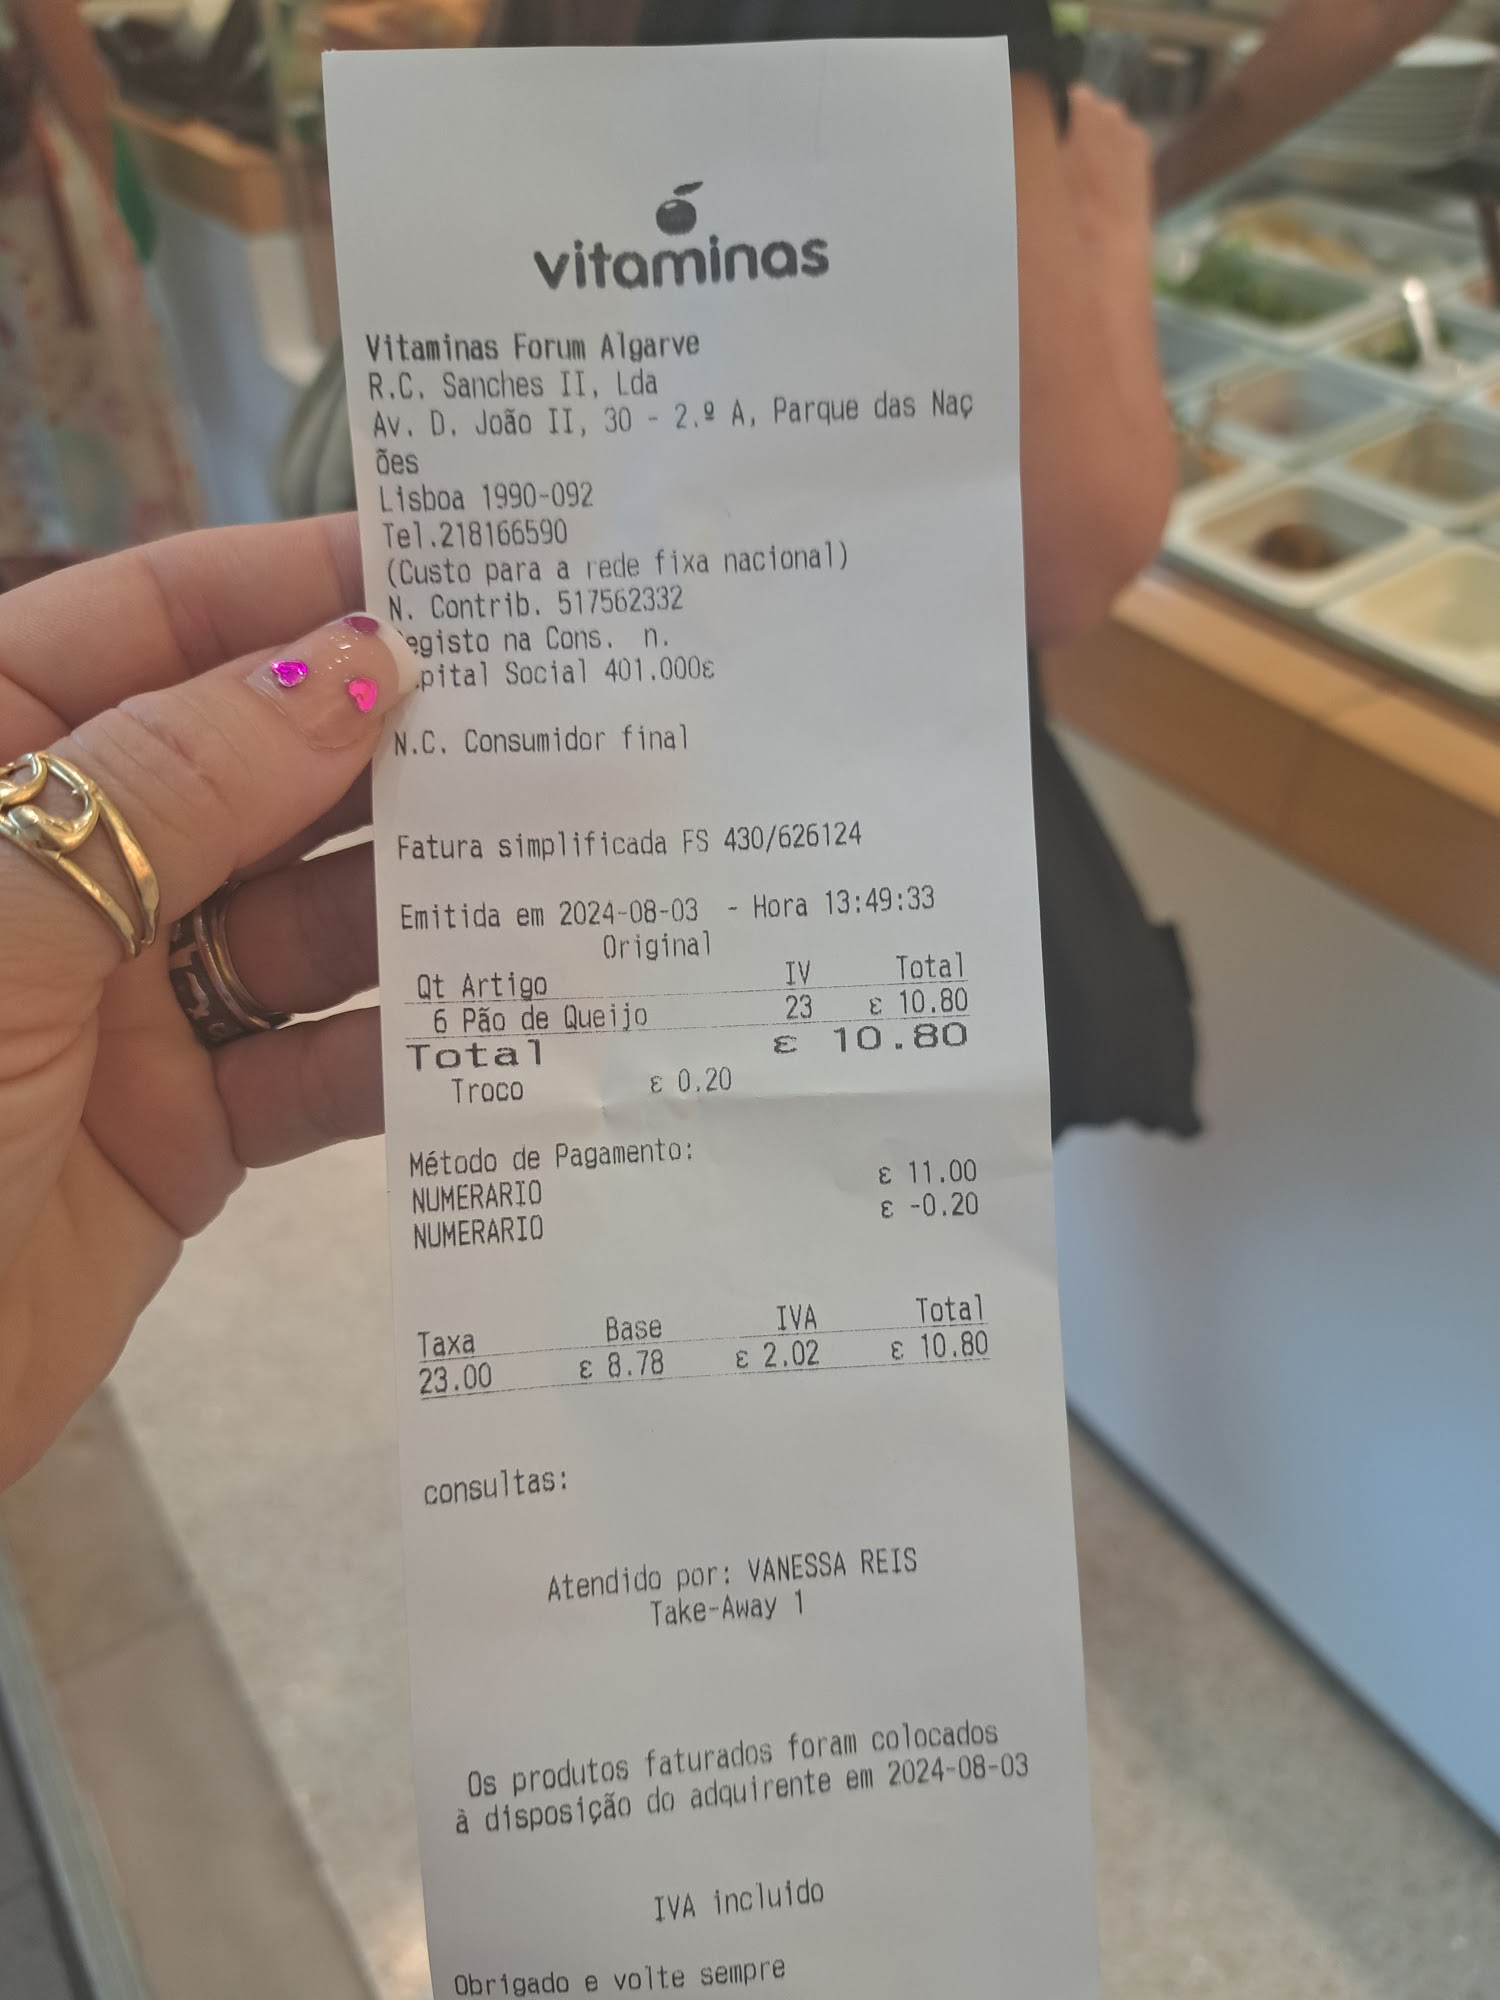 vitaminas
Vitaminas Forum Algarve
R.C. Sanches II, Lda
Av. D. João II, 30 - 2.º A, Parque das Naç
ões
Lisboa 1990-092
Tel.218166590
(Custo para a rede fixa nacional)
N. Contrib. 517562332
egisto na Cons. n.
pital Social 401.000€
N.C. Consumidor final
Fatura simplificada FS 430/626124
Emitida em 2024-08-03 - Hora 13:49:33
Original
Qt Artigo IV Total
6 Pão de Queijo 23 € 10.80
Total € 10.80
Troco € 0.20
Método de Pagamento:
NUMERARIO € 11.00
NUMERARIO € -0.20
Taxa Base IVA Total
23.00 € 8.78 € 2.02 € 10.80
consultas:
Atendido por: VANESSA REIS
Take-Away 1
Os produtos faturados foram colocados
à disposição do adquirente em 2024-08-03
IVA incluido
Obrigado e volte sempre